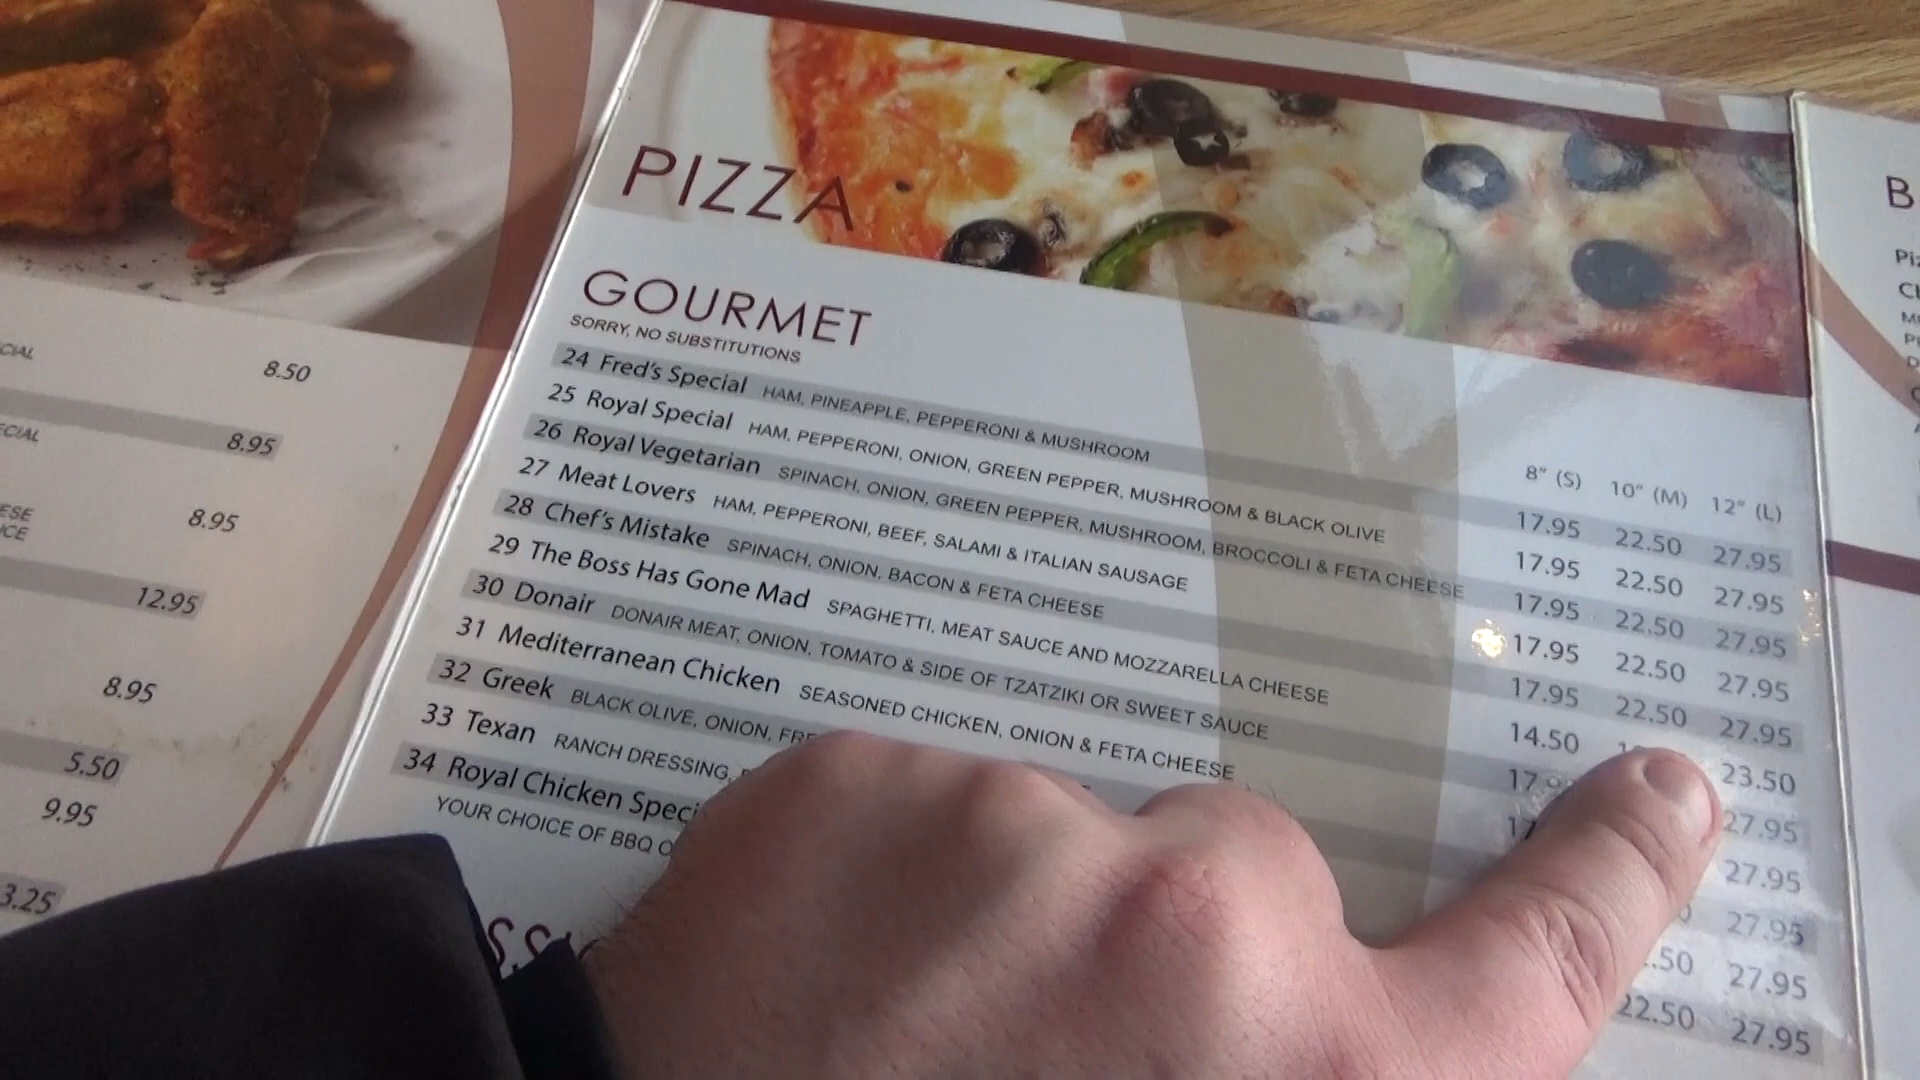 CIAL 8.50
8.95
ECIAL
8.95
ESE
ICE
12.95
8.95
5.50
9.95
3.25
PIZZA
GOURMET
SORRY, NO SUBSTITUTIONS
8" (S) 10" (M) 12" (L)
24 Fred's Special HAM, PINEAPPLE, PEPPERONI & MUSHROOM 17.95 22.50 27.95
25 Royal Special HAM, PEPPERONI, ONION, GREEN PEPPER, MUSHROOM & BLACK OLIVE 17.95 22.50 27.95
26 Royal Vegetarian SPINACH, ONION, GREEN PEPPER, MUSHROOM, BROCCOLI & FETA CHEESE 17.95 22.50 27.95
27 Meat Lovers HAM, PEPPERONI, BEEF, SALAMI & ITALIAN SAUSAGE 17.95 22.50 27.95
28 Chef's Mistake SPINACH, ONION, BACON & FETA CHEESE 17.95 22.50 27.95
29 The Boss Has Gone Mad SPAGHETTI, MEAT SAUCE AND MOZZARELLA CHEESE 14.50 23.50
30 Donair DONAIR MEAT, ONION, TOMATO & SIDE OF TZATZIKI OR SWEET SAUCE 27.95
31 Mediterranean Chicken SEASONED CHICKEN, ONION & FETA CHEESE 17 27.95
32 Greek BLACK OLIVE, ONION, 27.95
33 Texan RANCH DRESSING, .50 27.95
34 Royal Chicken Speci 22.50 27.95
YOUR CHOICE OF BBQ O
B
Piz